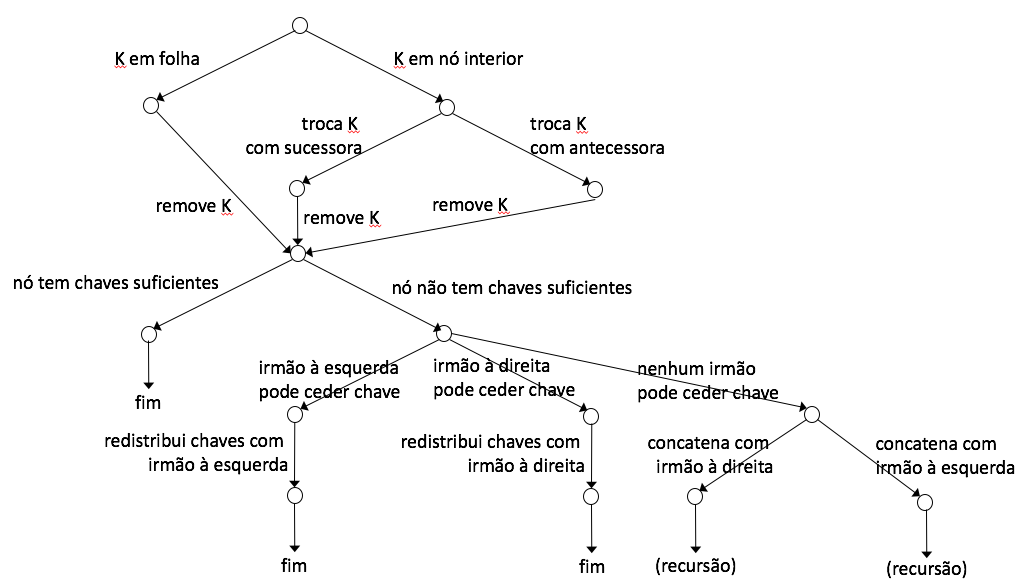 K em folha
K em nó interior
troca K
com sucessora
troca K
com antecessora
remove K
remove K
remove K
nó tem chaves suficientes
nó não tem chaves suficientes
fim
irmão à esquerda
pode ceder chave
irmão à direita
pode ceder chave
nenhum irmão
pode ceder chave
redistribui chaves com
irmão à esquerda
redistribui chaves com
irmão à direita
concatena com
irmão à direita
concatena com
irmão à esquerda
fim
fim
(recursão)
(recursão)